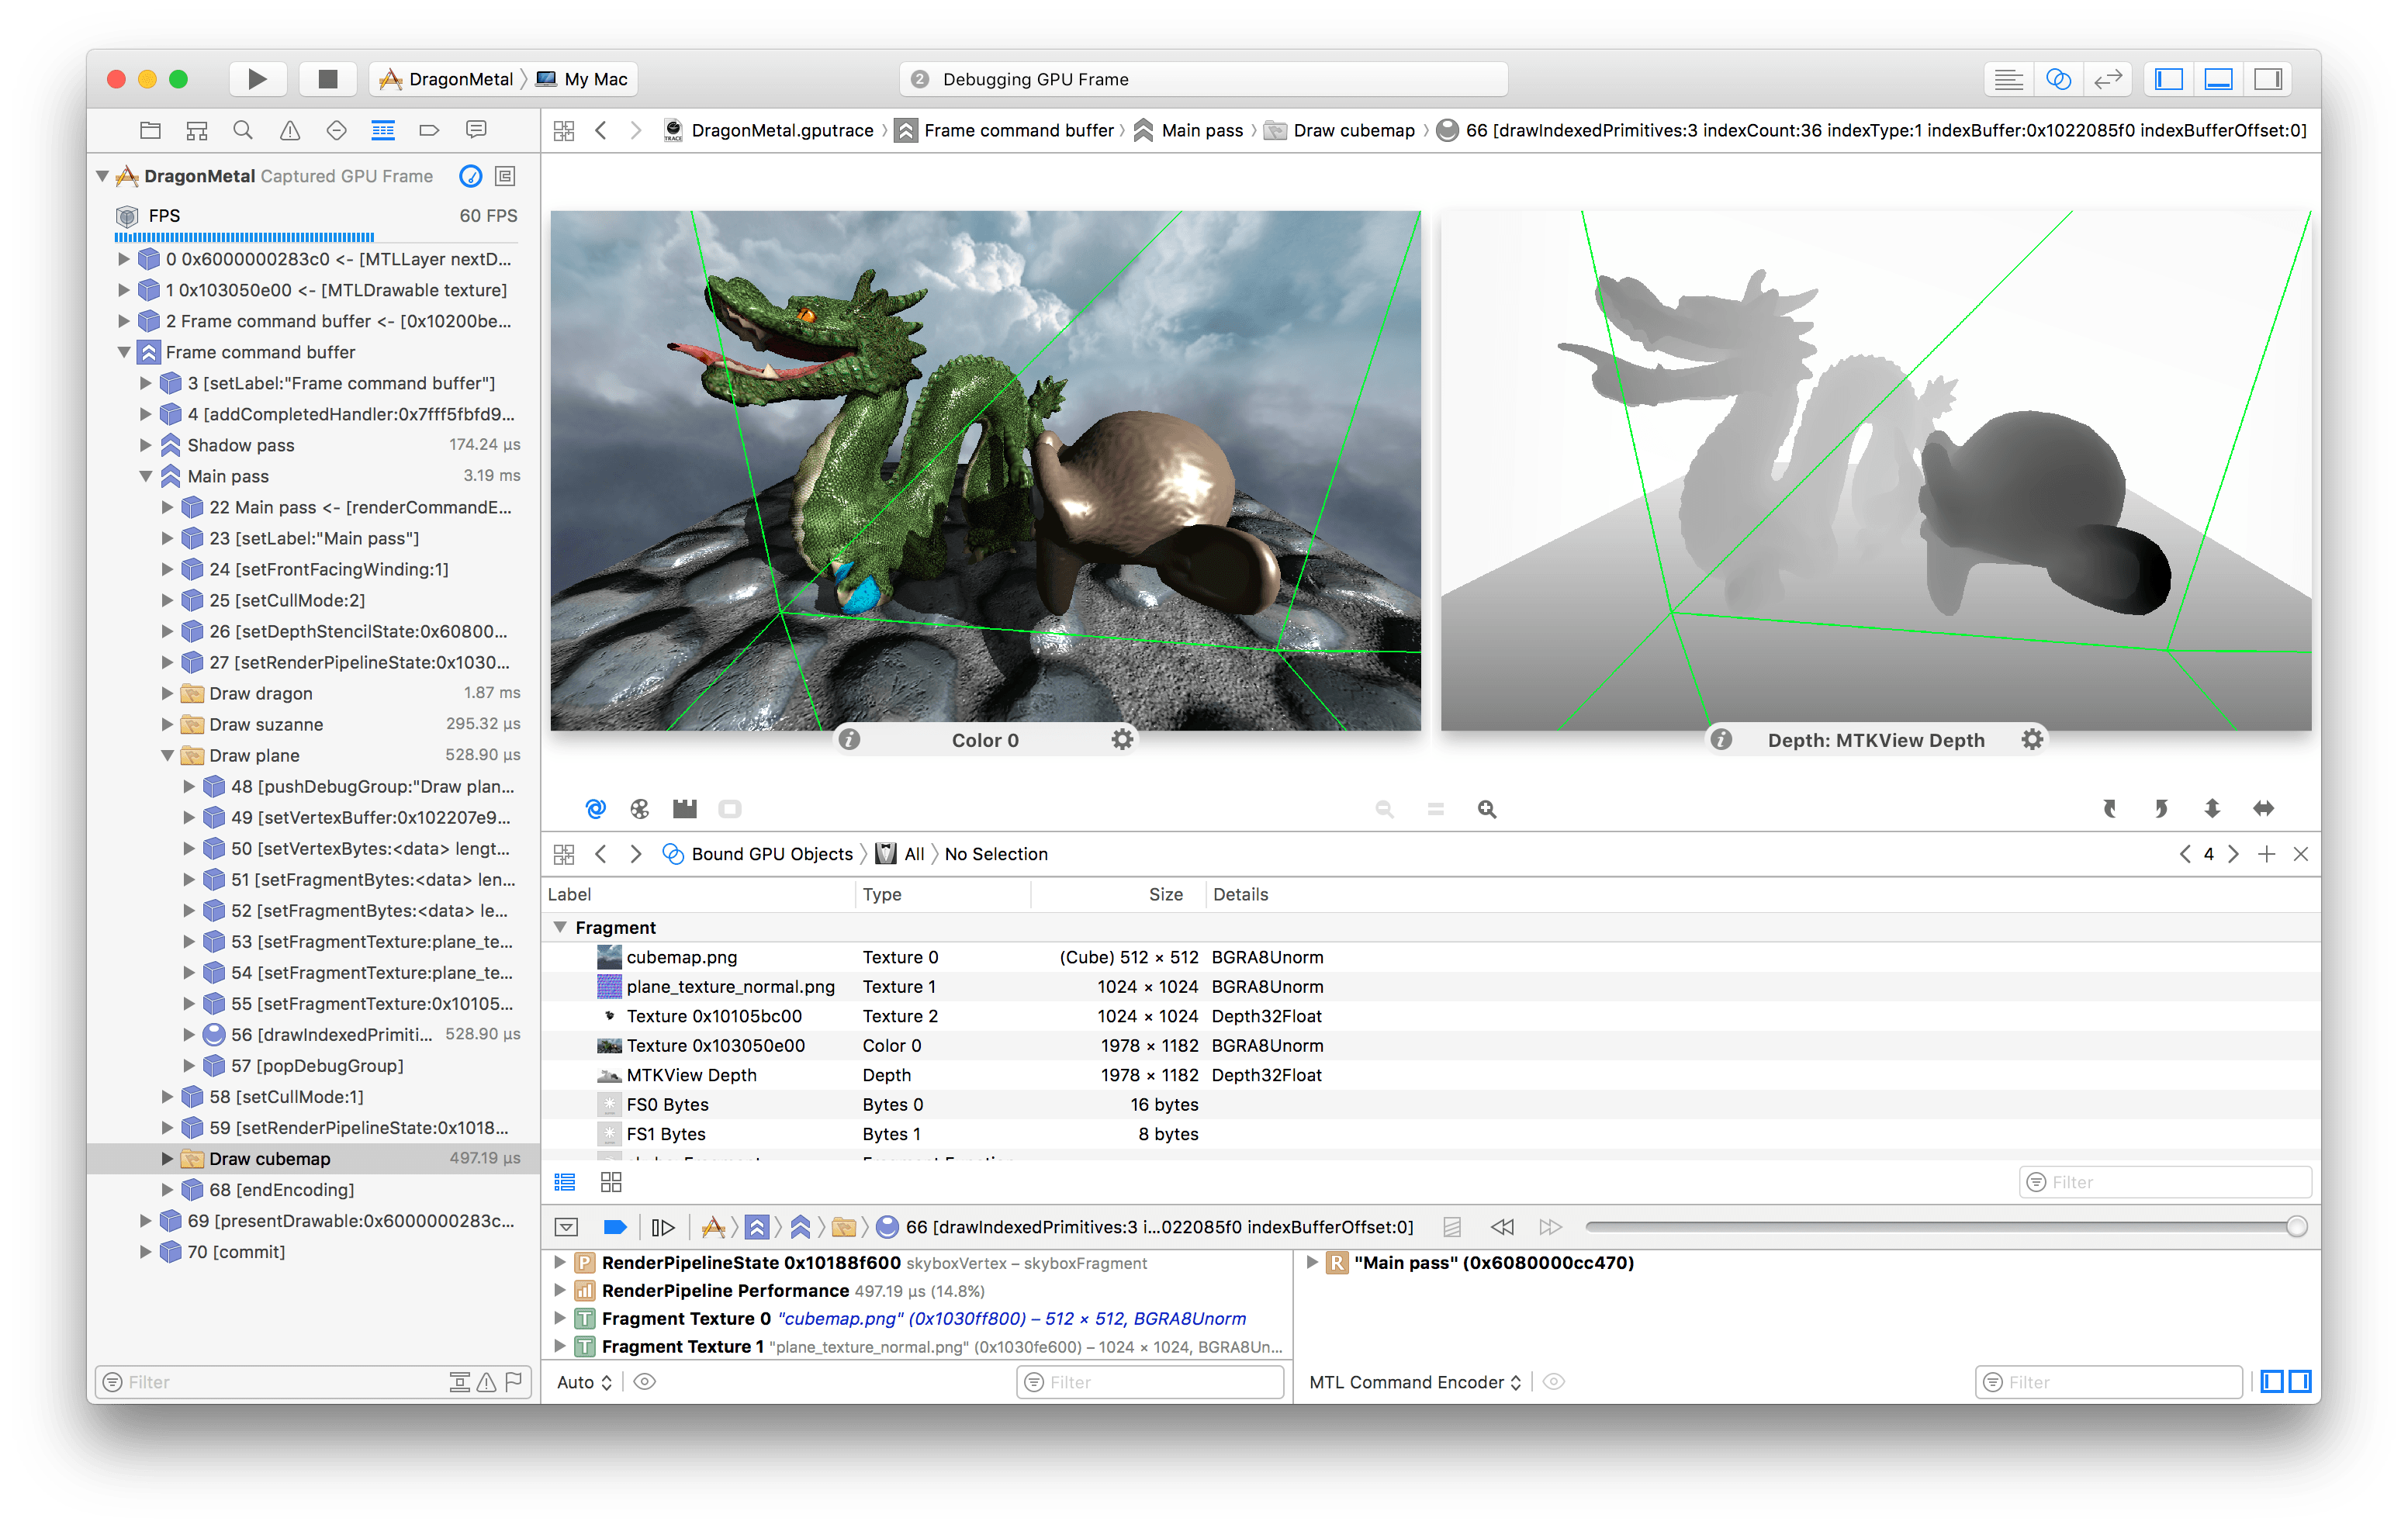 DragonMetal My Mac
2 Debugging GPU Frame
DragonMetal.gputrace Frame command buffer Main pass Draw cubemap 66 [drawIndexedPrimitives:3 indexCount:36 indexType:1 indexBuffer:0x1022085f0 indexBufferOffset:0]
DragonMetal Captured GPU Frame
FPS 60 FPS
0 0x6000000283c0 <- [MTLLayer nextD...
1 0x103050e00 <- [MTLDrawable texture]
2 Frame command buffer <- [0x10200be...
Frame command buffer
3 [setLabel:"Frame command buffer"]
4 [addCompletedHandler:0x7fff5fbfd9...
Shadow pass 174.24 µs
Main pass 3.19 ms
22 Main pass <- [renderCommandE...
23 [setLabel:"Main pass"]
24 [setFrontFacingWinding:1]
25 [setCullMode:2]
26 [setDepthStencilState:0x60800...
27 [setRenderPipelineState:0x1030...
Draw dragon 1.87 ms
Draw suzanne 295.32 µs
Draw plane 528.90 µs
48 [pushDebugGroup:"Draw plan...
49 [setVertexBuffer:0x102207e9...
50 [setVertexBytes:<data> lengt...
51 [setFragmentBytes:<data> len...
52 [setFragmentBytes:<data> le...
53 [setFragmentTexture:plane_te...
54 [setFragmentTexture:plane_te...
55 [setFragmentTexture:0x10105...
56 [drawIndexedPrimiti... 528.90 µs
57 [popDebugGroup]
58 [setCullMode:1]
59 [setRenderPipelineState:0x1018...
Draw cubemap 497.19 µs
68 [endEncoding]
69 [presentDrawable:0x6000000283c...
70 [commit]
Filter
Color 0
Depth: MTKView Depth
Bound GPU Objects All No Selection 4
Label Type Size Details
Fragment
cubemap.png Texture 0 (Cube) 512 × 512 BGRA8Unorm
plane_texture_normal.png Texture 1 1024 × 1024 BGRA8Unorm
Texture 0x10105bc00 Texture 2 1024 × 1024 Depth32Float
Texture 0x103050e00 Color 0 1978 × 1182 BGRA8Unorm
MTKView Depth Depth 1978 × 1182 Depth32Float
FS0 Bytes Bytes 0 16 bytes
FS1 Bytes Bytes 1 8 bytes
Filter
66 [drawIndexedPrimitives:3 i...022085f0 indexBufferOffset:0]
P RenderPipelineState 0x10188f600 skyboxVertex – skyboxFragment
RenderPipeline Performance 497.19 µs (14.8%)
T Fragment Texture 0 "cubemap.png" (0x1030ff800) – 512 × 512, BGRA8Unorm
T Fragment Texture 1 "plane_texture_normal.png" (0x1030fe600) – 1024 × 1024, BGRA8Un...
Auto Filter
R "Main pass" (0x6080000cc470)
MTL Command Encoder Filter